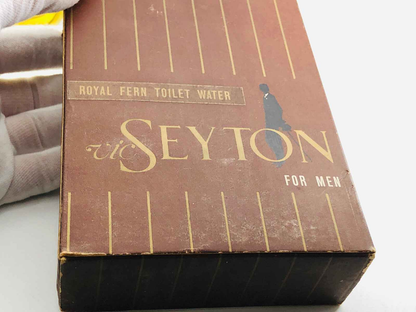 ROYAL FERN TOILET WATER
vic SEYTON
FOR MEN